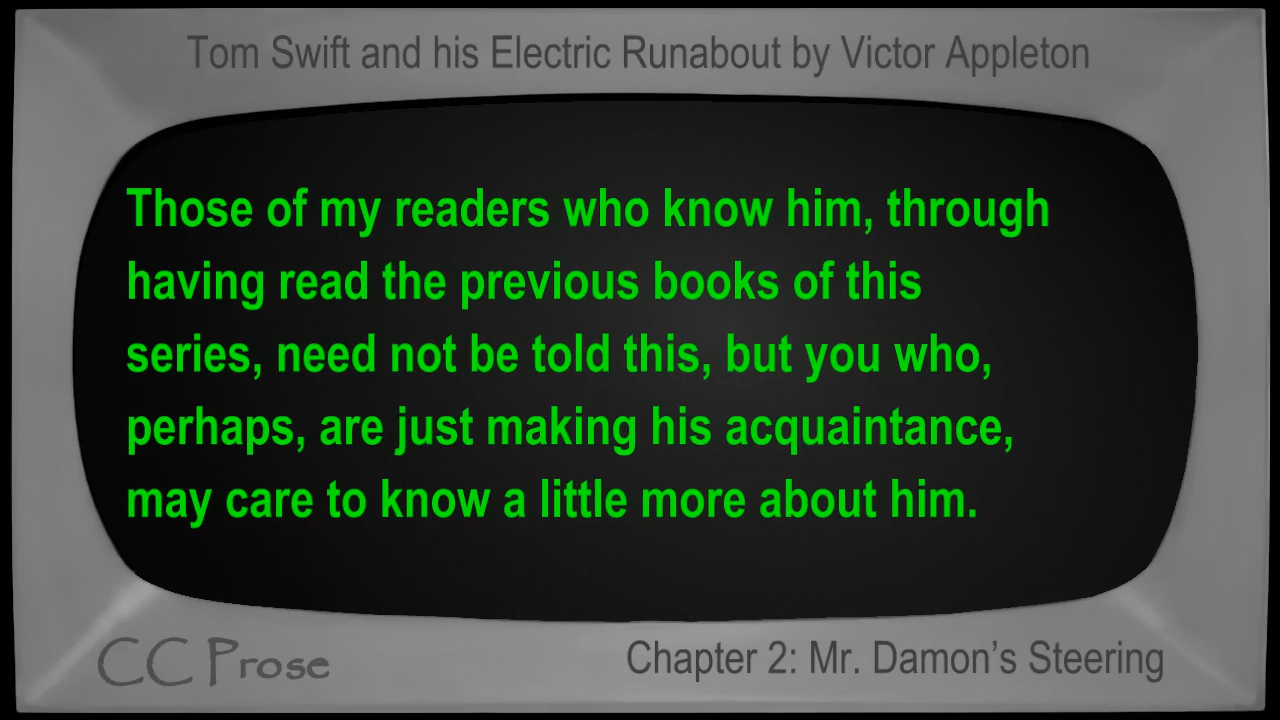 Tom Swift and his Electric Runabout by Victor Appleton
Those of my readers who know him, through
having read the previous books of this
series, need not be told this, but you who,
perhaps, are just making his acquaintance,
may care to know a little more about him.
CC Prose
Chapter 2: Mr. Damon’s Steering